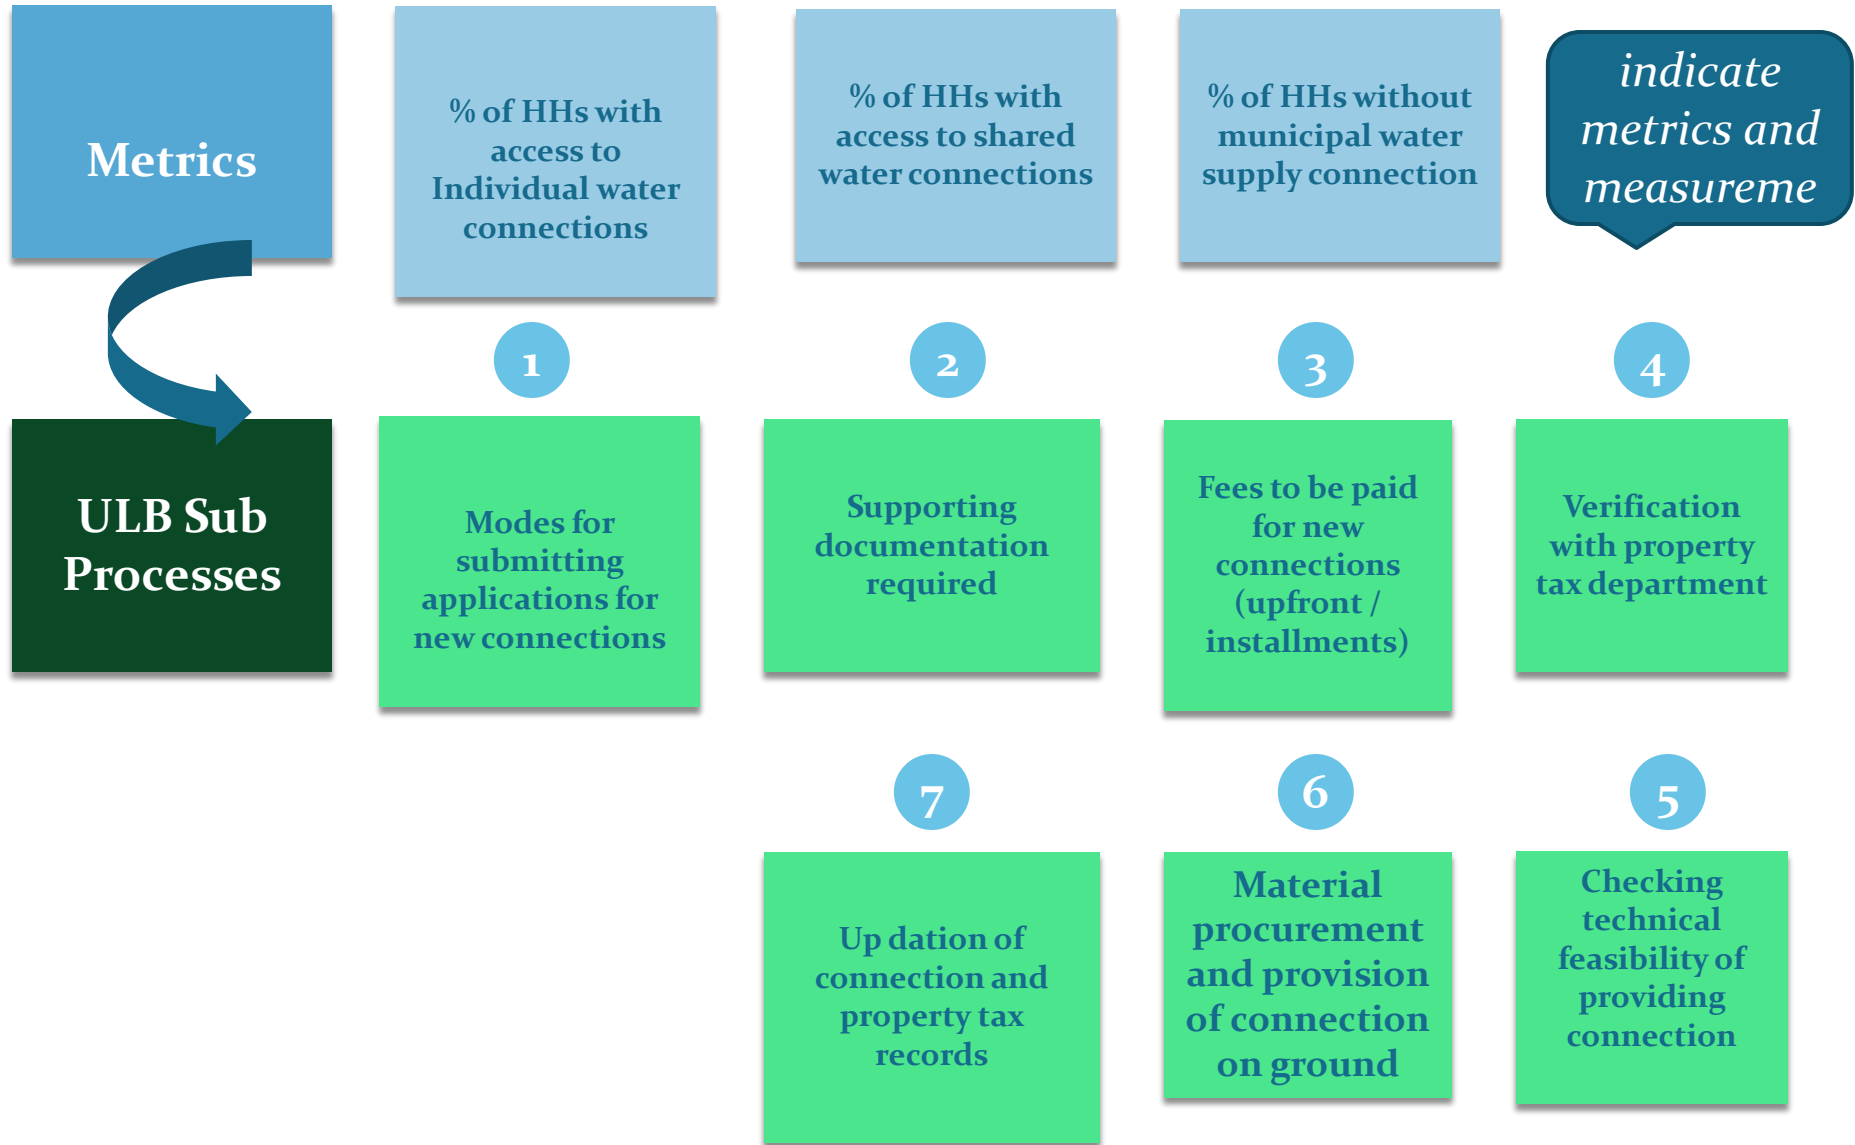 Metrics
% of HHs with
access to
Individual water
connections
% of HHs with
access to shared
water connections
% of HHs without
municipal water
supply connection
indicate
metrics and
measureme
1
2
3
4
ULB Sub
Processes
Modes for
submitting
applications for
new connections
Supporting
documentation
required
Fees to be paid
for new
connections
(upfront /
installments)
Verification
with property
tax department
7
6
5
Up dation of
connection and
property tax
records
Material
procurement
and provision
of connection
on ground
Checking
technical
feasibility of
providing
connection